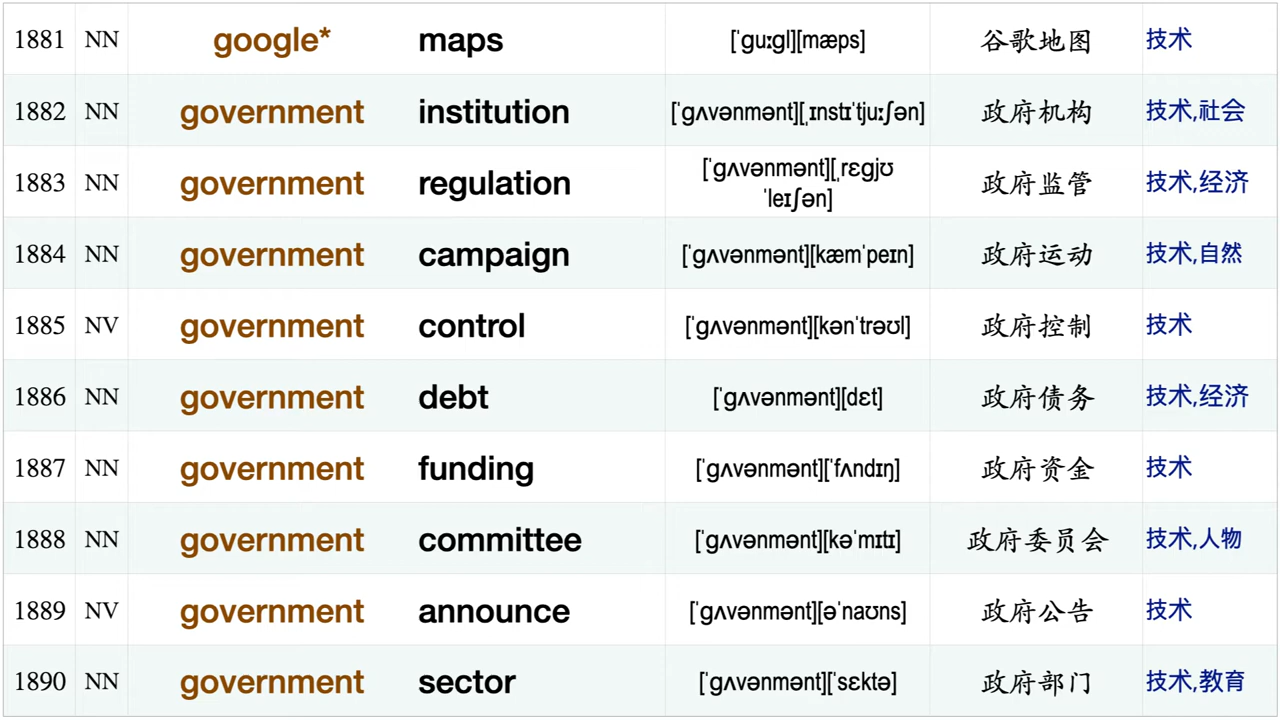 1881 NN google* maps [ˈguːgl][mæps] 谷歌地图 技术
1882 NN government institution [ˈgʌvənmənt][ˌɪnstɪˈtjuːʃən] 政府机构 技术,社会
1883 NN government regulation [ˈgʌvənmənt][ˌrɛgjʊ
ˈleɪʃən] 政府监管 技术,经济
1884 NN government campaign [ˈgʌvənmənt][kæmˈpeɪn] 政府运动 技术,自然
1885 NV government control [ˈgʌvənmənt][kənˈtrəʊl] 政府控制 技术
1886 NN government debt [ˈgʌvənmənt][dɛt] 政府债务 技术,经济
1887 NN government funding [ˈgʌvənmənt][ˈfʌndɪŋ] 政府资金 技术
1888 NN government committee [ˈgʌvənmənt][kəˈmɪtɪ] 政府委员会 技术,人物
1889 NV government announce [ˈgʌvənmənt][əˈnaʊns] 政府公告 技术
1890 NN government sector [ˈgʌvənmənt][ˈsɛktə] 政府部门 技术,教育